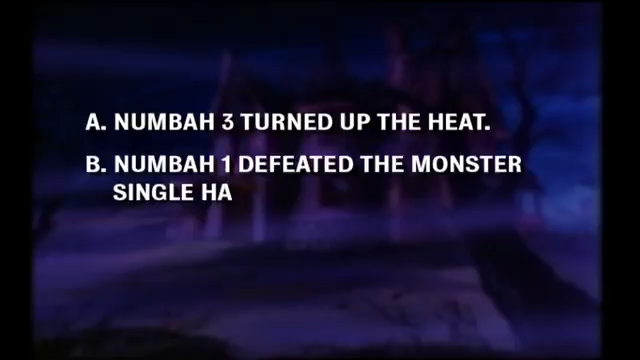 A. NUMBAH 3 TURNED UP THE HEAT.
B. NUMBAH 1 DEFEATED THE MONSTER
SINGLE HA